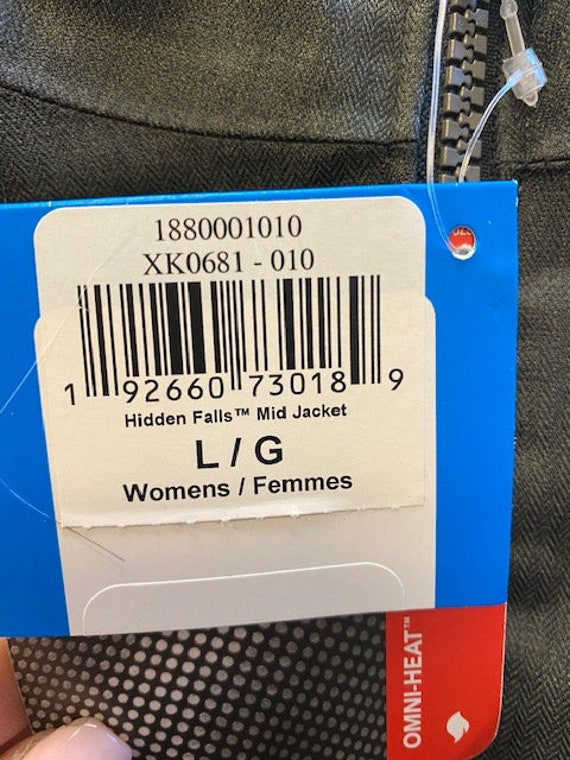 1880001010
XK0681 - 010
1 92660 73018 9
Hidden Falls™ Mid Jacket
L / G
Womens / Femmes
OMNI-HEAT™